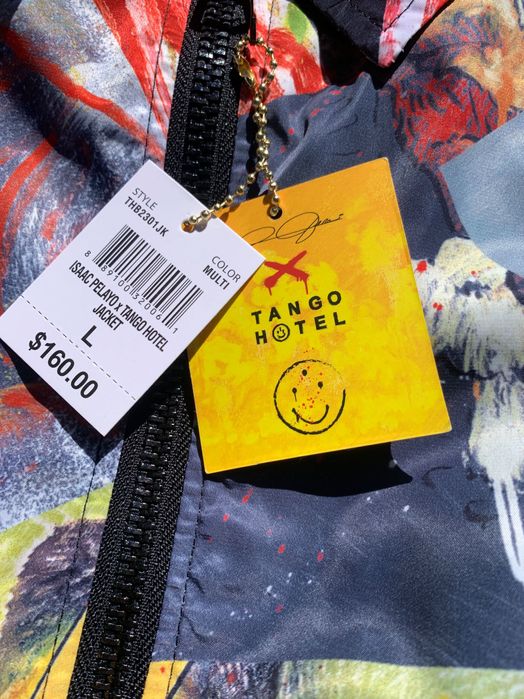 STYLE
THB2301JK
COLOR
MULTI
ISAAC PELAYO x TANGO HOTEL
JACKET
L
$160.00
TANGO
HOTEL